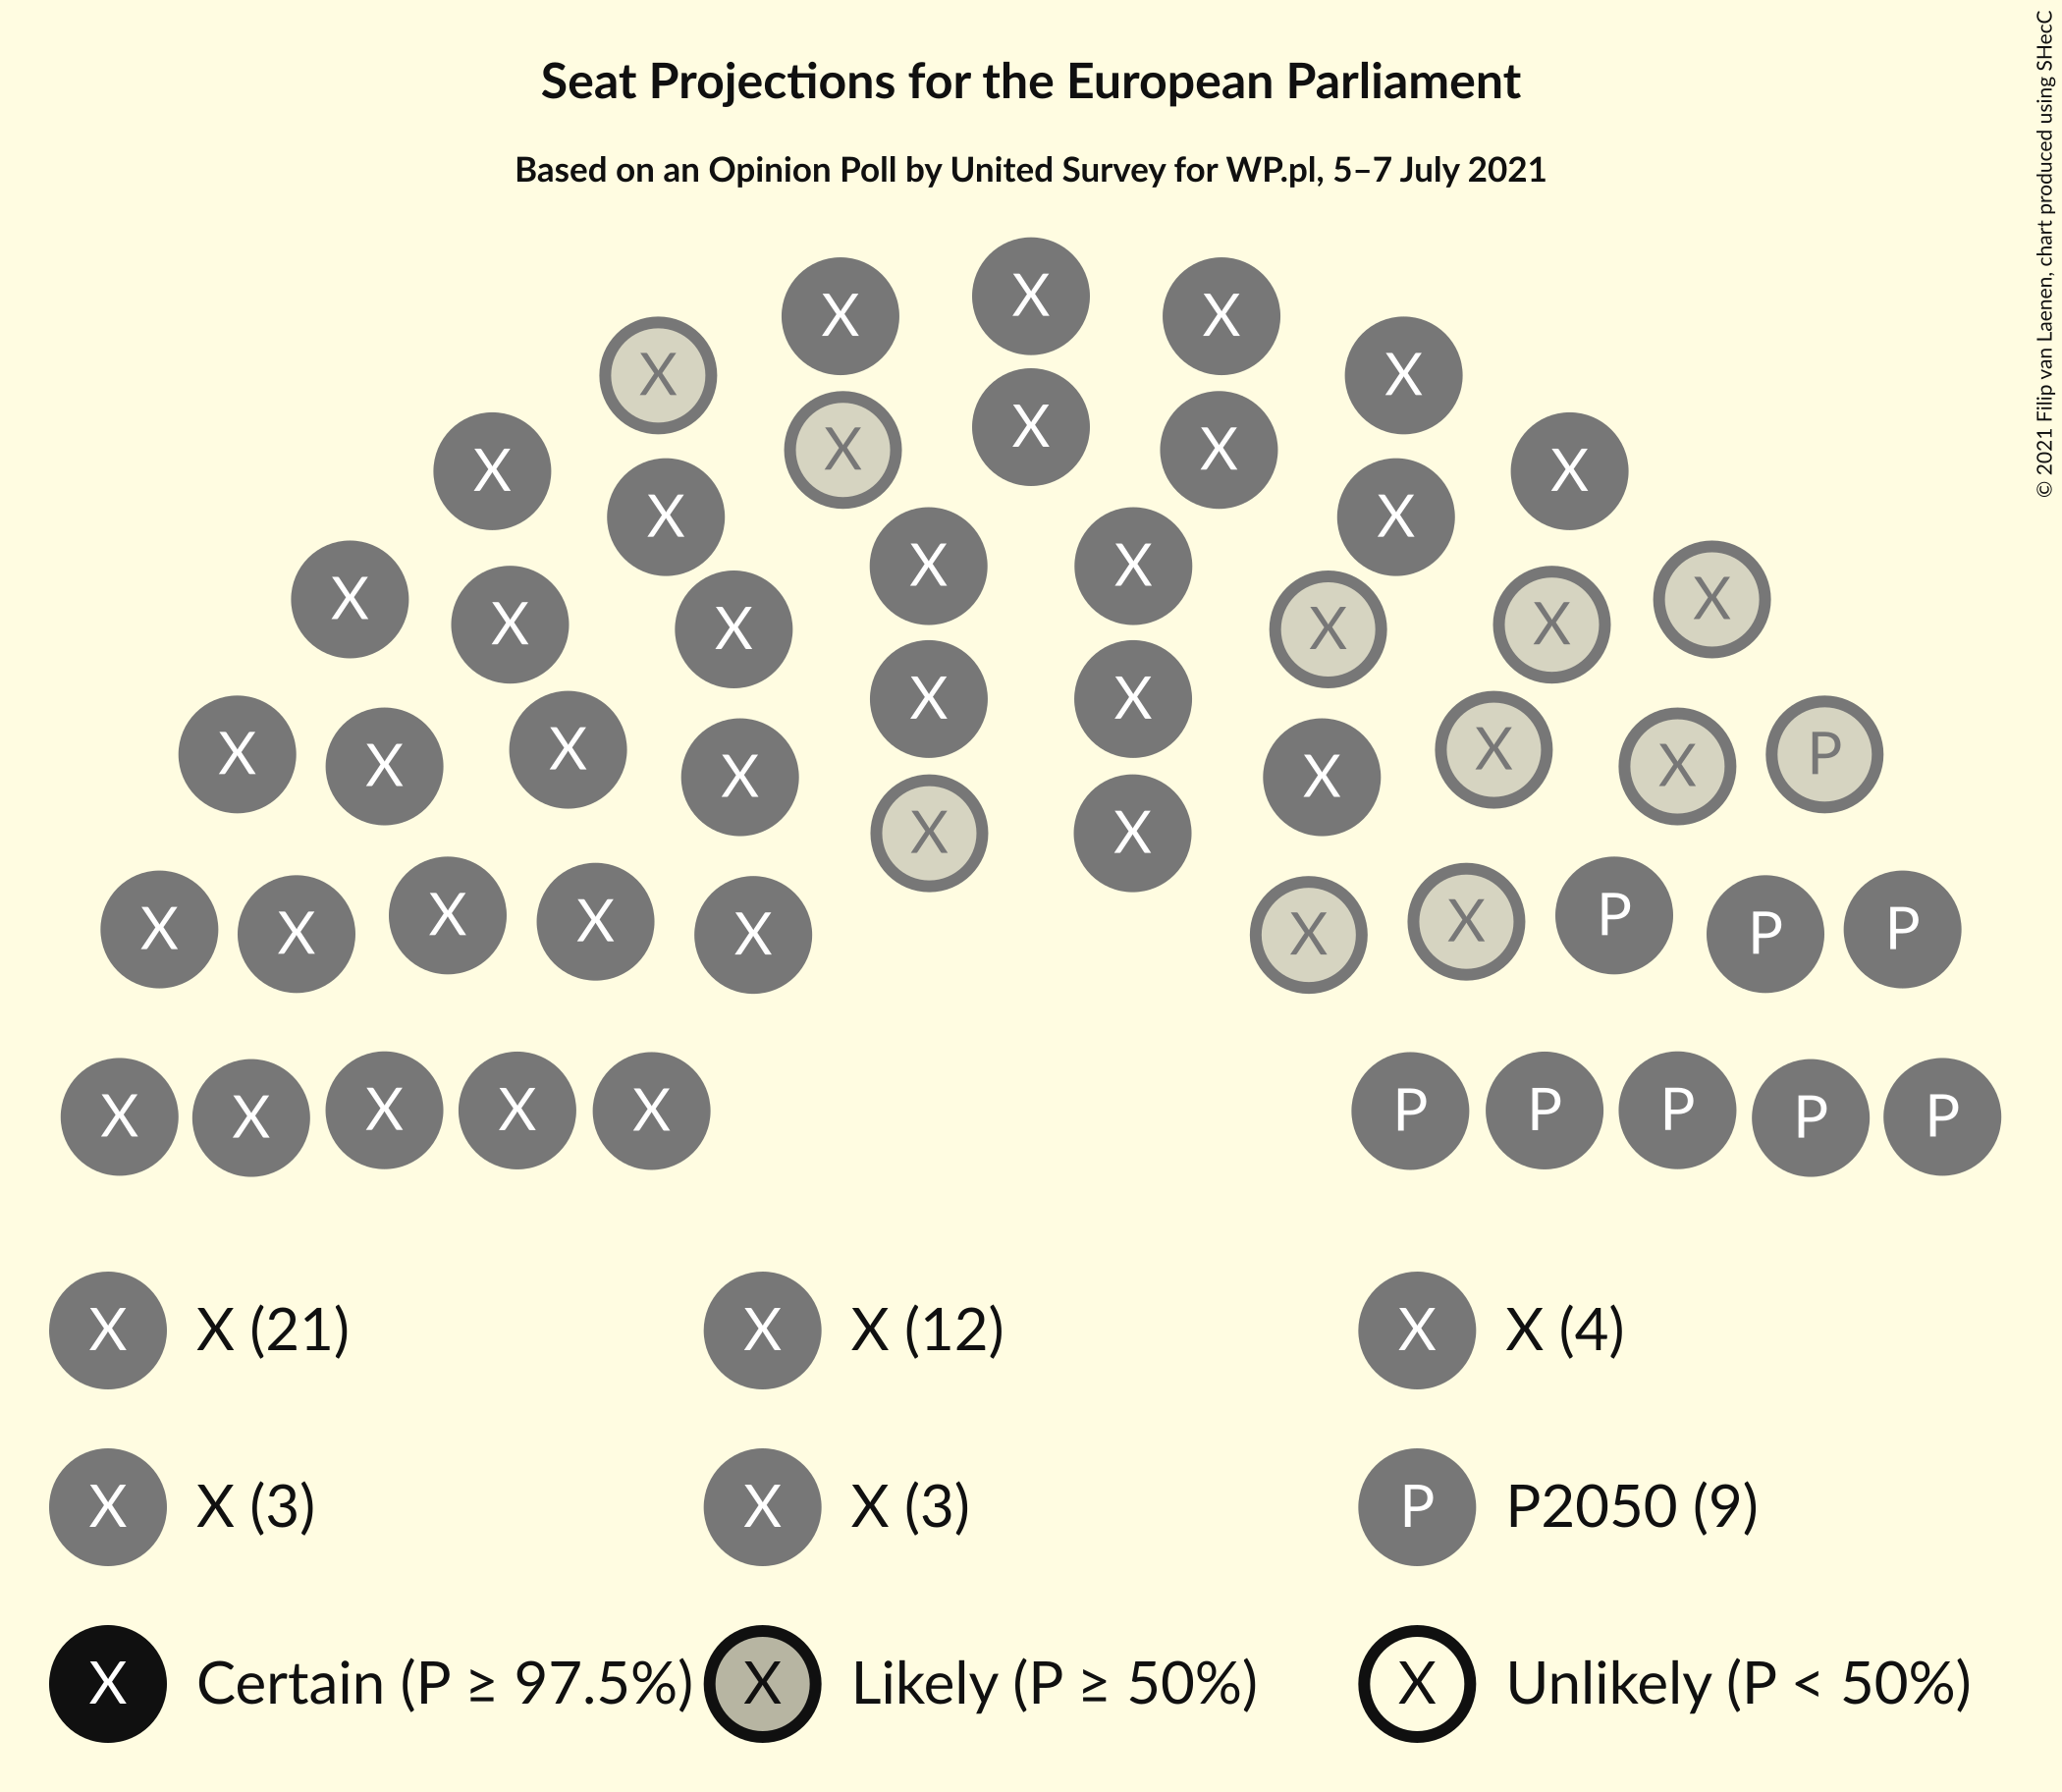 © 2021 Filip van Laenen, chart produced using SHecC
Seat Projections for the European Parliament
Based on an Opinion Poll by United Survey for WP.pl, 5–7 July 2021
X X X
X X
X X X
X X
X X
X X
X X X X X X
X X
X X X X X X X P
X X
X X X X X X X P P P
X X X X X P P P P P
X X (21) X X (12) X X (4)
X X (3) X X (3) P P2050 (9)
X Certain (P ≥ 97.5%) X Likely (P ≥ 50%) X Unlikely (P < 50%)